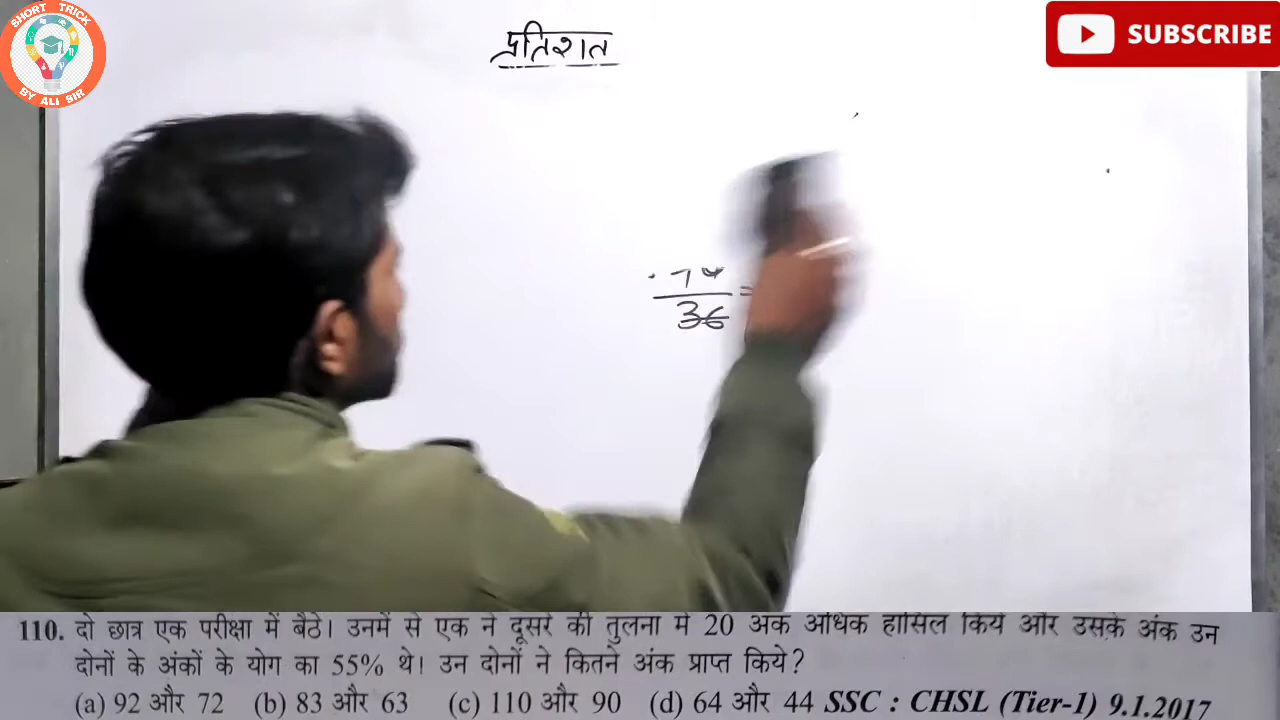 SHORT TRICK
BY ALI SIR
SUBSCRIBE
प्रतिशत
36
110. दो छात्र एक परीक्षा में बैठे। उनमें से एक ने दूसरे की तुलना में 20 अंक अधिक हासिल किये और उसके अंक उन
दोनों के अंकों के योग का 55% थे। उन दोनों ने कितने अंक प्राप्त किये?
(a) 92 और 72 (b) 83 और 63 (c) 110 और 90 (d) 64 और 44 SSC : CHSL (Tier-1) 9.1.2017